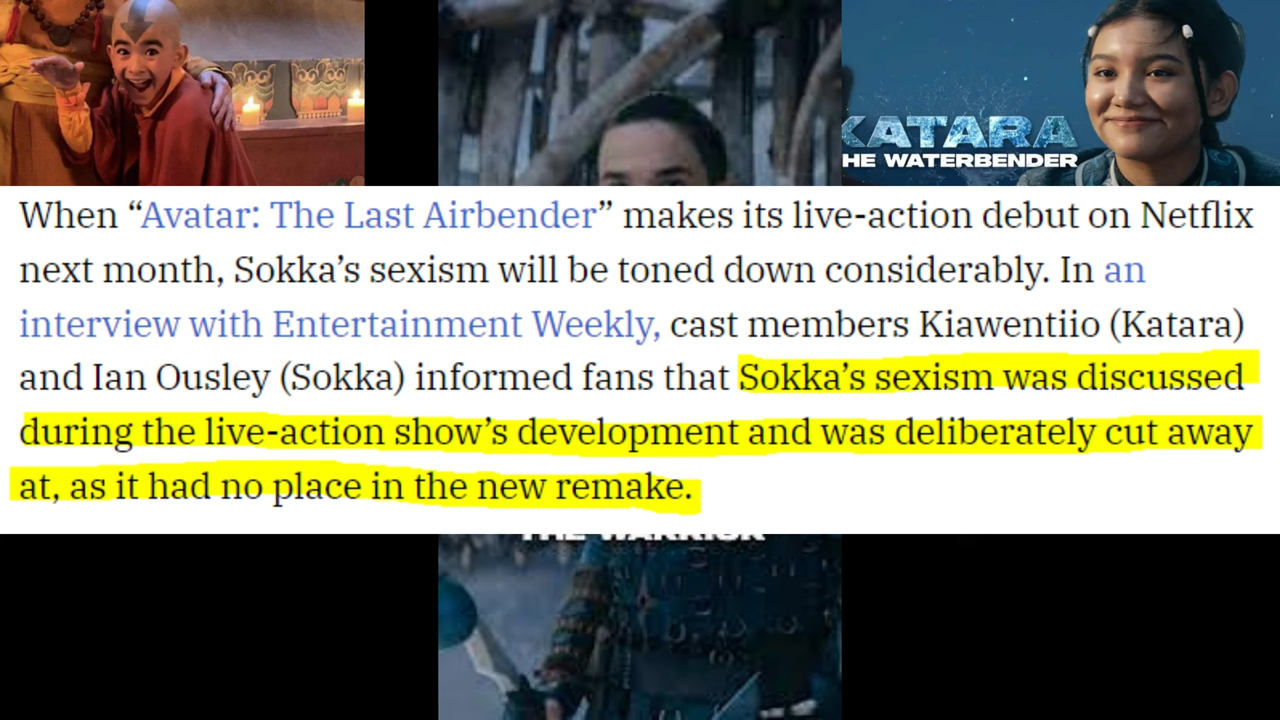 KATARA
HE WATERBENDER
When “Avatar: The Last Airbender” makes its live-action debut on Netflix
next month, Sokka’s sexism will be toned down considerably. In an
interview with Entertainment Weekly, cast members Kiawentiio (Katara)
and Ian Ousley (Sokka) informed fans that Sokka’s sexism was discussed
during the live-action show’s development and was deliberately cut away
at, as it had no place in the new remake.
THE WARRIOR